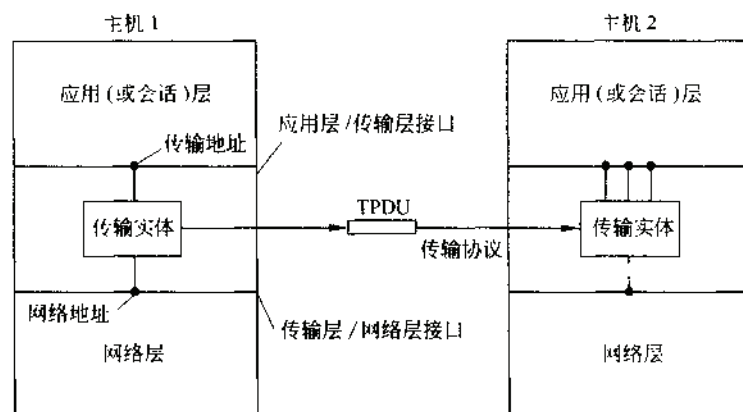 主机 1
主机 2
应用(或会话)层
应用(或会话)层
传输地址
应用层/传输层接口
TPDU
传输实体
传输协议
传输实体
网络地址
传输层/网络层接口
网络层
网络层